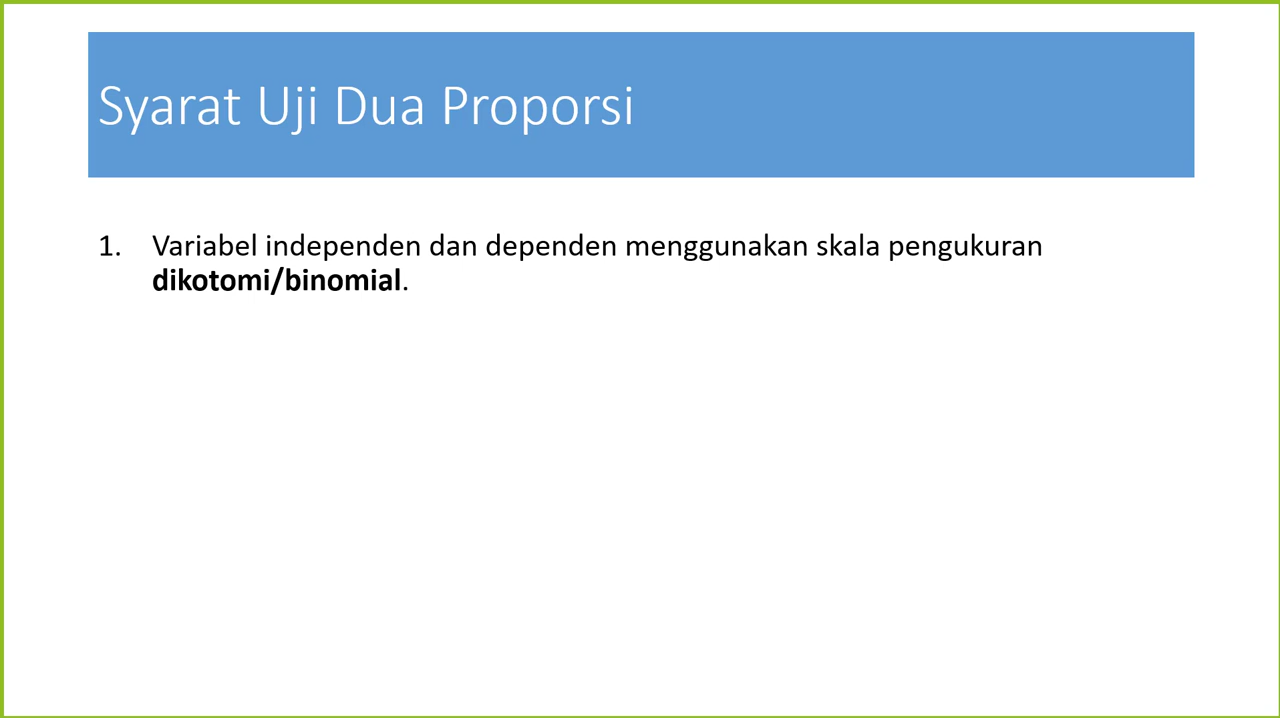 Syarat Uji Dua Proporsi
1. Variabel independen dan dependen menggunakan skala pengukuran
dikotomi/binomial.